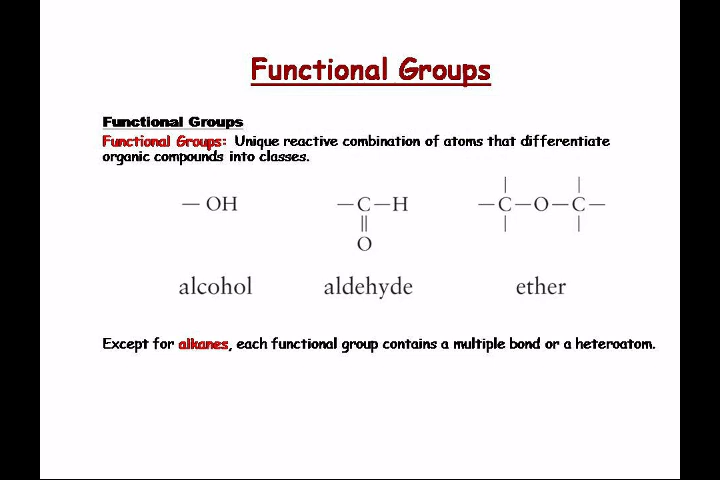 Functional Groups
Functional Groups
Functional Groups: Unique reactive combination of atoms that differentiate
organic compounds into classes.
— OH
—C—H
||
O
—C—O—C—
alcohol aldehyde ether
Except for alkanes, each functional group contains a multiple bond or a heteroatom.